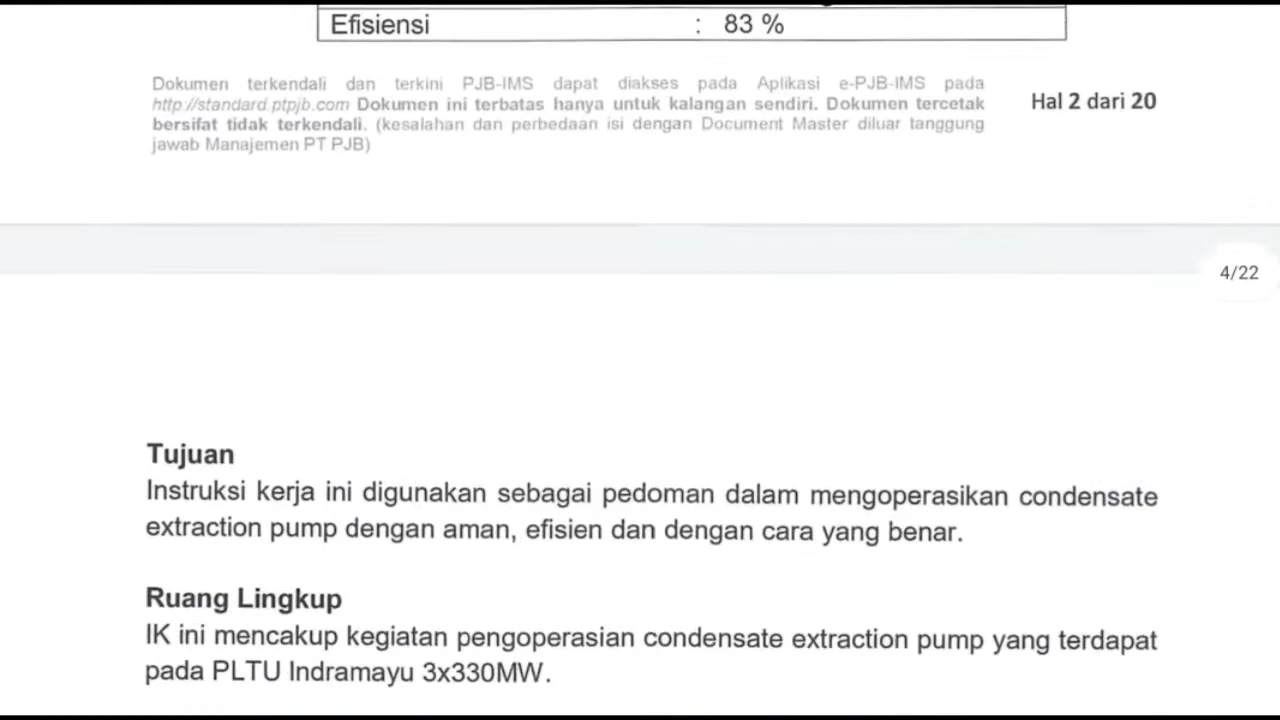 Efisiensi : 83 %
Dokumen terkendali dan terkini PJB-IMS dapat diakses pada Aplikasi e-PJB-IMS pada
http://standard.ptpjb.com Dokumen ini terbatas hanya untuk kalangan sendiri. Dokumen tercetak
bersifat tidak terkendali. (kesalahan dan perbedaan isi dengan Document Master diluar tanggung
jawab Manajemen PT PJB)
Hal 2 dari 20
4/22
Tujuan
Instruksi kerja ini digunakan sebagai pedoman dalam mengoperasikan condensate
extraction pump dengan aman, efisien dan dengan cara yang benar.
Ruang Lingkup
IK ini mencakup kegiatan pengoperasian condensate extraction pump yang terdapat
pada PLTU Indramayu 3x330MW.